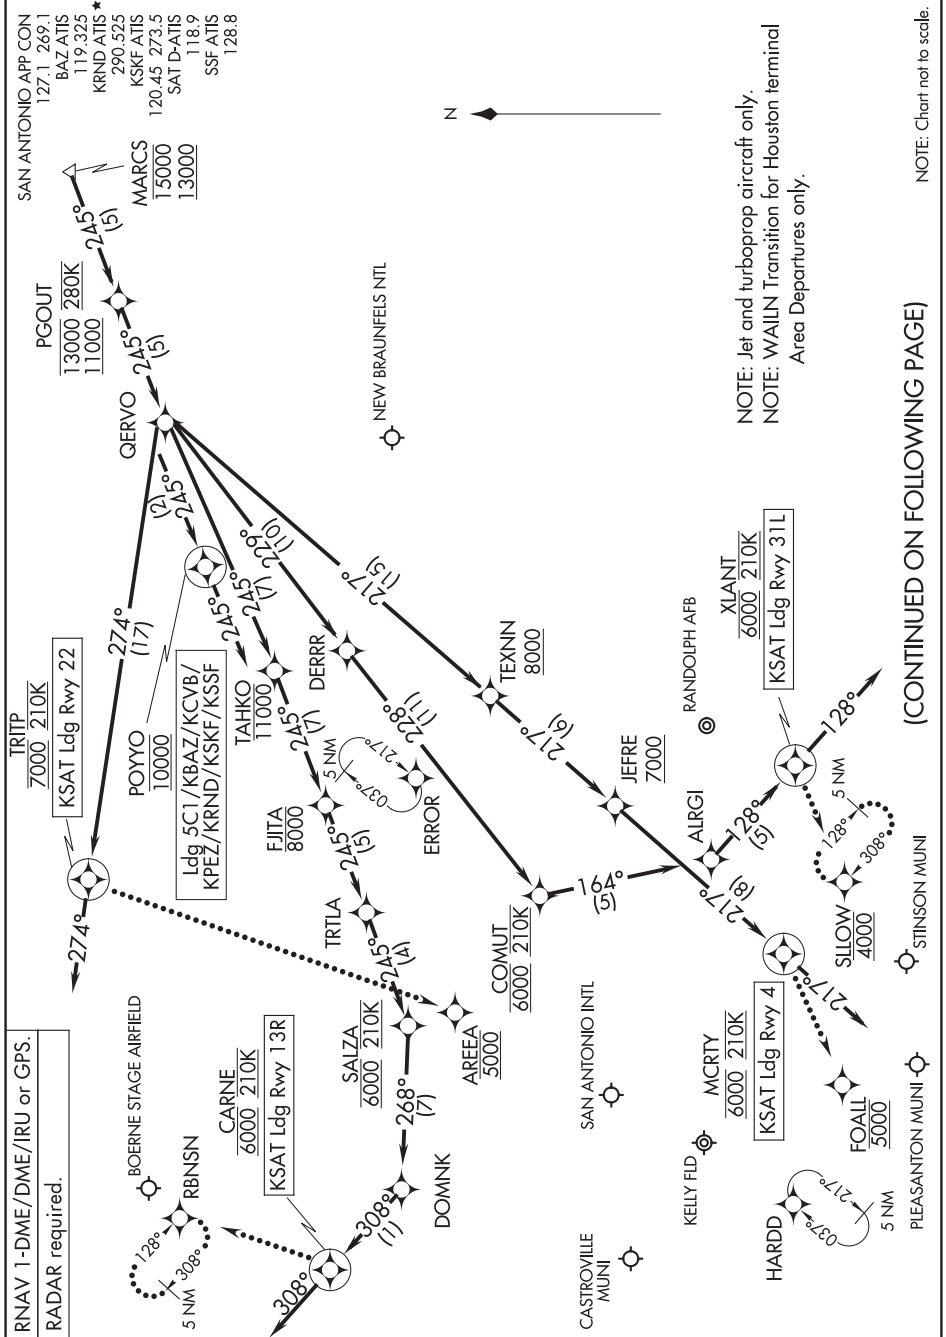 RNAV 1-DME/DME/IRU or GPS.
RADAR required.
SAN ANTONIO APP CON
127.1 269.1
BAZ ATIS
119.325
KRND ATIS ★
290.525
KSKF ATIS
120.45 273.5
SAT D-ATIS
118.9
SSF ATIS
128.8
MARCS
15000
13000
245°
(5)
PGOUT
13000 280K
11000
245°
(5)
QERVO
274°
(17)
TRITP
7000 210K
KSAT Ldg Rwy 22
274°
(2)
245°
POYYO
10000
Ldg 5C1/KBAZ/KCVB/
KPEZ/KRND/KSKF/KSSF
245°
245°
(7)
TAHKO
11000
245°
(7)
FJITA
8000
245°
(5)
TRTLA
245°
(4)
SALZA
6000 210K
AREEA
5000
268°
(7)
DOMNK
308°
(1)
CARNE
6000 210K
KSAT Ldg Rwy 13R
308°
RBNSN
128°
308°
5 NM
BOERNE STAGE AIRFIELD
229°
(10)
DERRR
228°
(11)
5 NM
217°
037°
ERROR
COMUT
6000 210K
164°
(5)
ALRGI
128°
(5)
XLANT
6000 210K
KSAT Ldg Rwy 31L
128°
5 NM
128°
308°
SLLOW
4000
217°
(15)
TEXNN
8000
217°
(6)
JEFRE
7000
217°
(8)
MCRTY
6000 210K
KSAT Ldg Rwy 4
217°
FOALL
5000
HARDD
217°
037°
5 NM
NEW BRAUNFELS NTL
RANDOLPH AFB
SAN ANTONIO INTL
STINSON MUNI
KELLY FLD
CASTROVILLE
MUNI
PLEASANTON MUNI
N
NOTE: Jet and turboprop aircraft only.
NOTE: WAILN Transition for Houston terminal
Area Departures only.
(CONTINUED ON FOLLOWING PAGE)
NOTE: Chart not to scale.